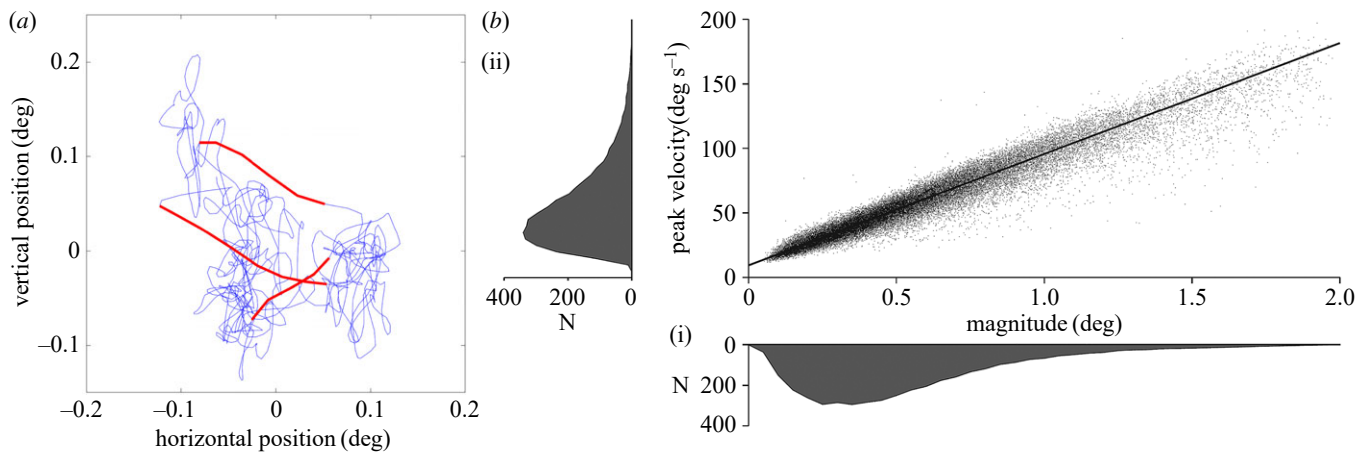 (a)
vertical position (deg)
0.2
0.1
0
–0.1
–0.2
–0.1
0
0.1
0.2
horizontal position (deg)
(b)
(ii)
400
200
0
N
peak velocity(deg s–1)
200
150
100
50
0
0
0.5
1.0
1.5
2.0
magnitude (deg)
(i)
N
0
200
400